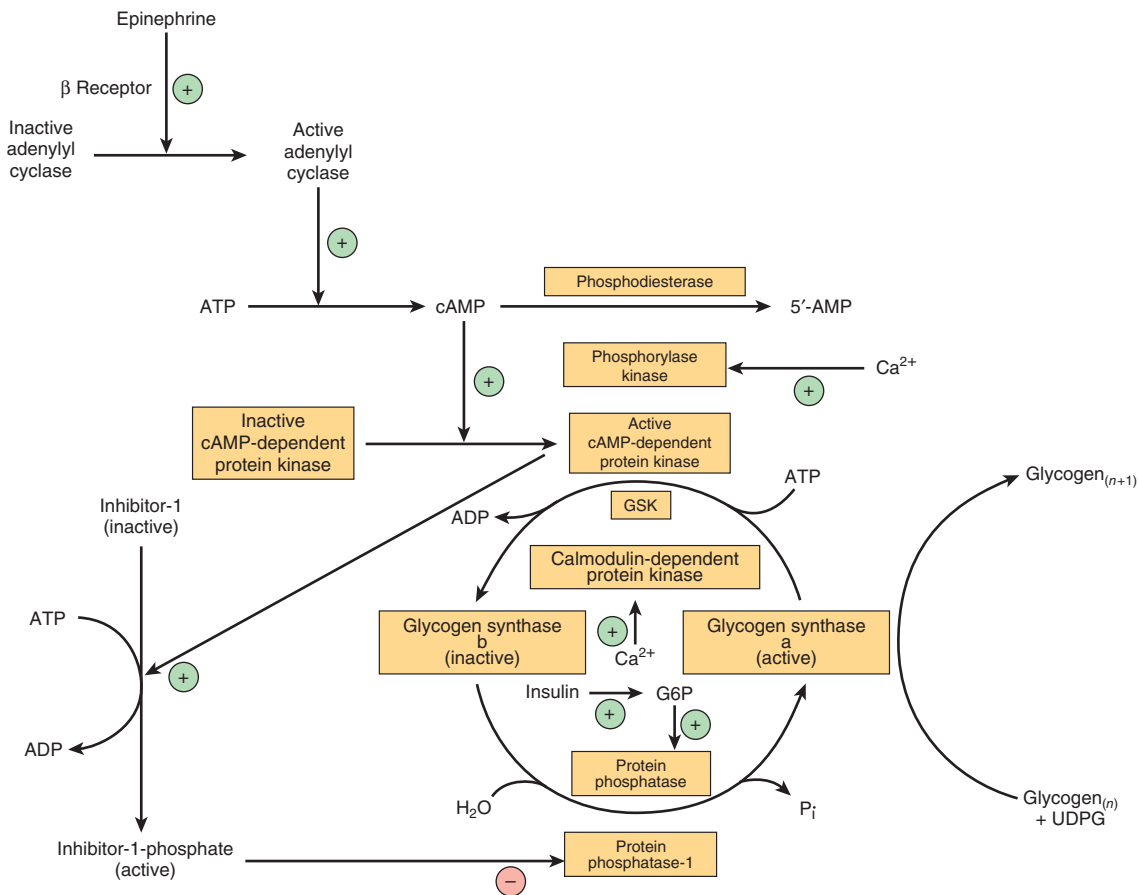 Epinephrine
β Receptor
+
Inactive
adenylyl
cyclase
Active
adenylyl
cyclase
+
ATP
cAMP
Phosphodiesterase
5′-AMP
+
Phosphorylase
kinase
+
Ca²⁺
Inactive
cAMP-dependent
protein kinase
Active
cAMP-dependent
protein kinase
ATP
Glycogen(n+1)
Inhibitor-1
(inactive)
ADP
GSK
Calmodulin-dependent
protein kinase
ATP
Glycogen synthase
b
(inactive)
+
Ca²⁺
Glycogen synthase
a
(active)
+
Insulin
+
G6P
+
ADP
Protein
phosphatase
H₂O
Pi
Glycogen(n)
+ UDPG
Inhibitor-1-phosphate
(active)
−
Protein
phosphatase-1